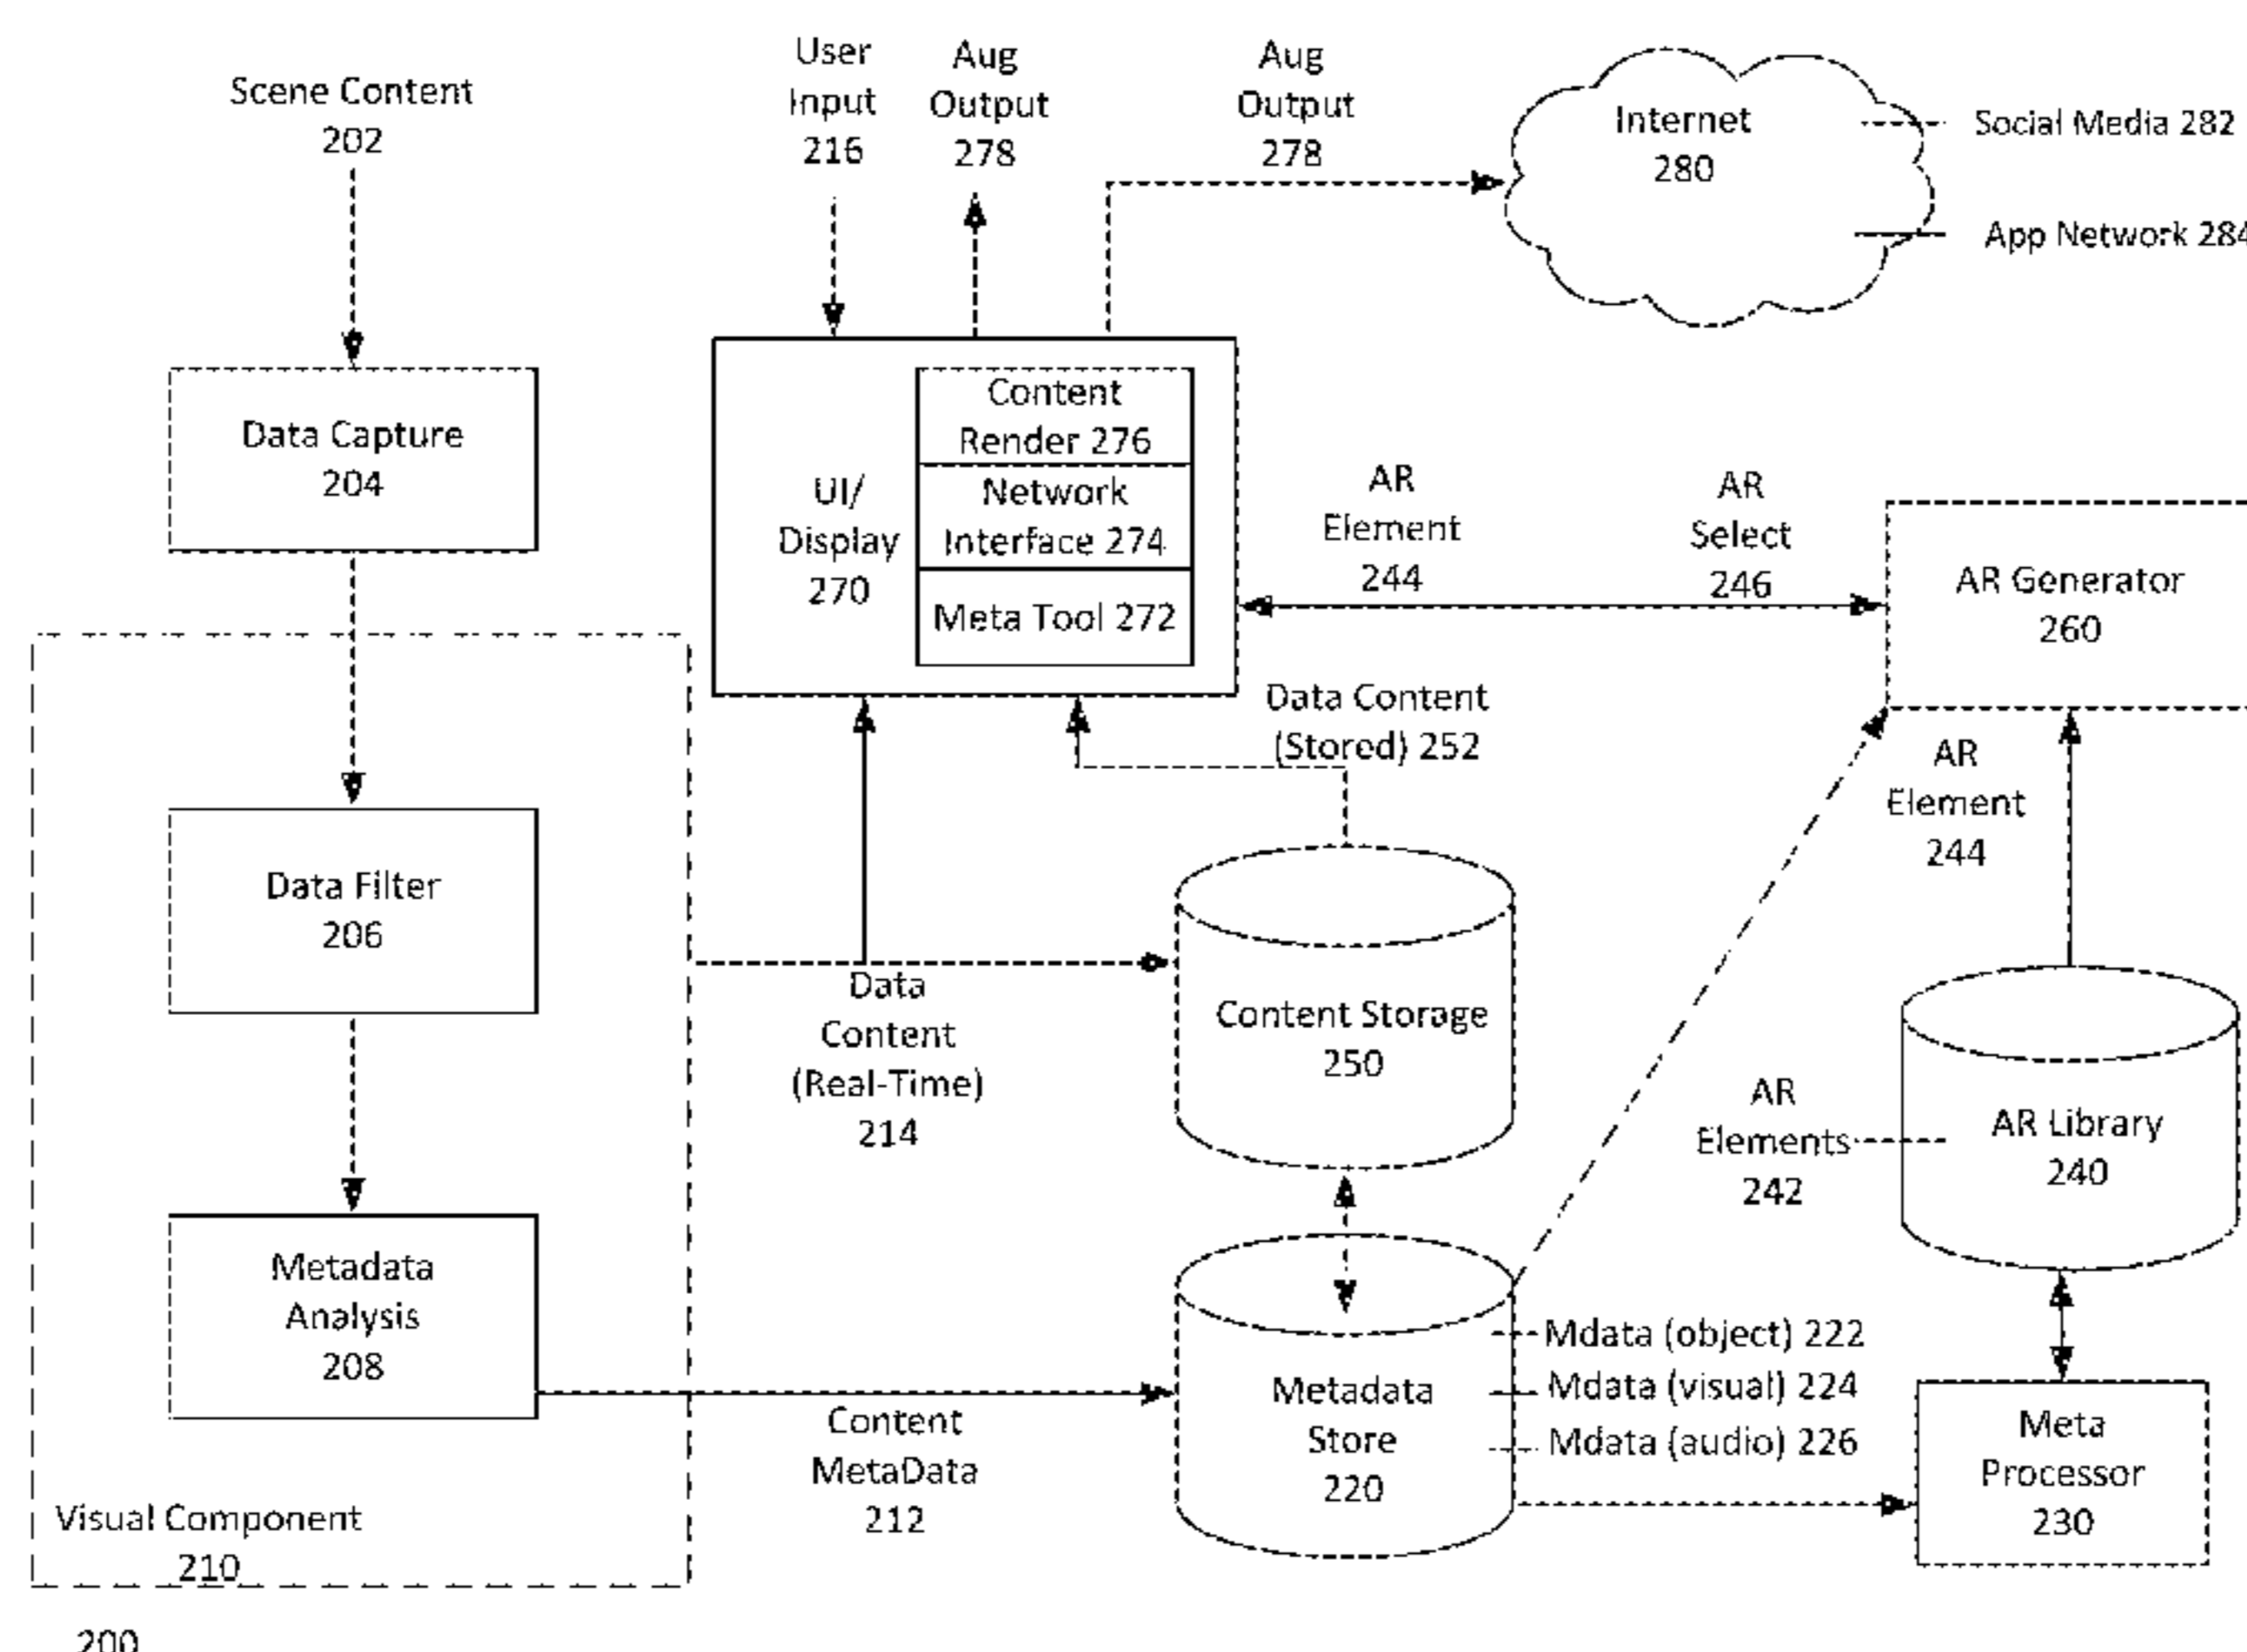 Scene Content
202
User
Input
216
Aug
Output
278
Aug
Output
278
Internet
280
Social Media 282
App Network 284
Data Capture
204
UI/
Display
270
Content
Render 276
Network
Interface 274
Meta Tool 272
AR
Element
244
AR
Select
246
AR Generator
260
Data Content
(Stored) 252
AR
Element
244
Data Filter
206
Data
Content
(Real-Time)
214
Content Storage
250
AR
Elements
242
AR Library
240
Metadata
Analysis
208
Content
MetaData
212
Metadata
Store
220
Mdata (object) 222
Mdata (visual) 224
Mdata (audio) 226
Meta
Processor
230
Visual Component
210
200